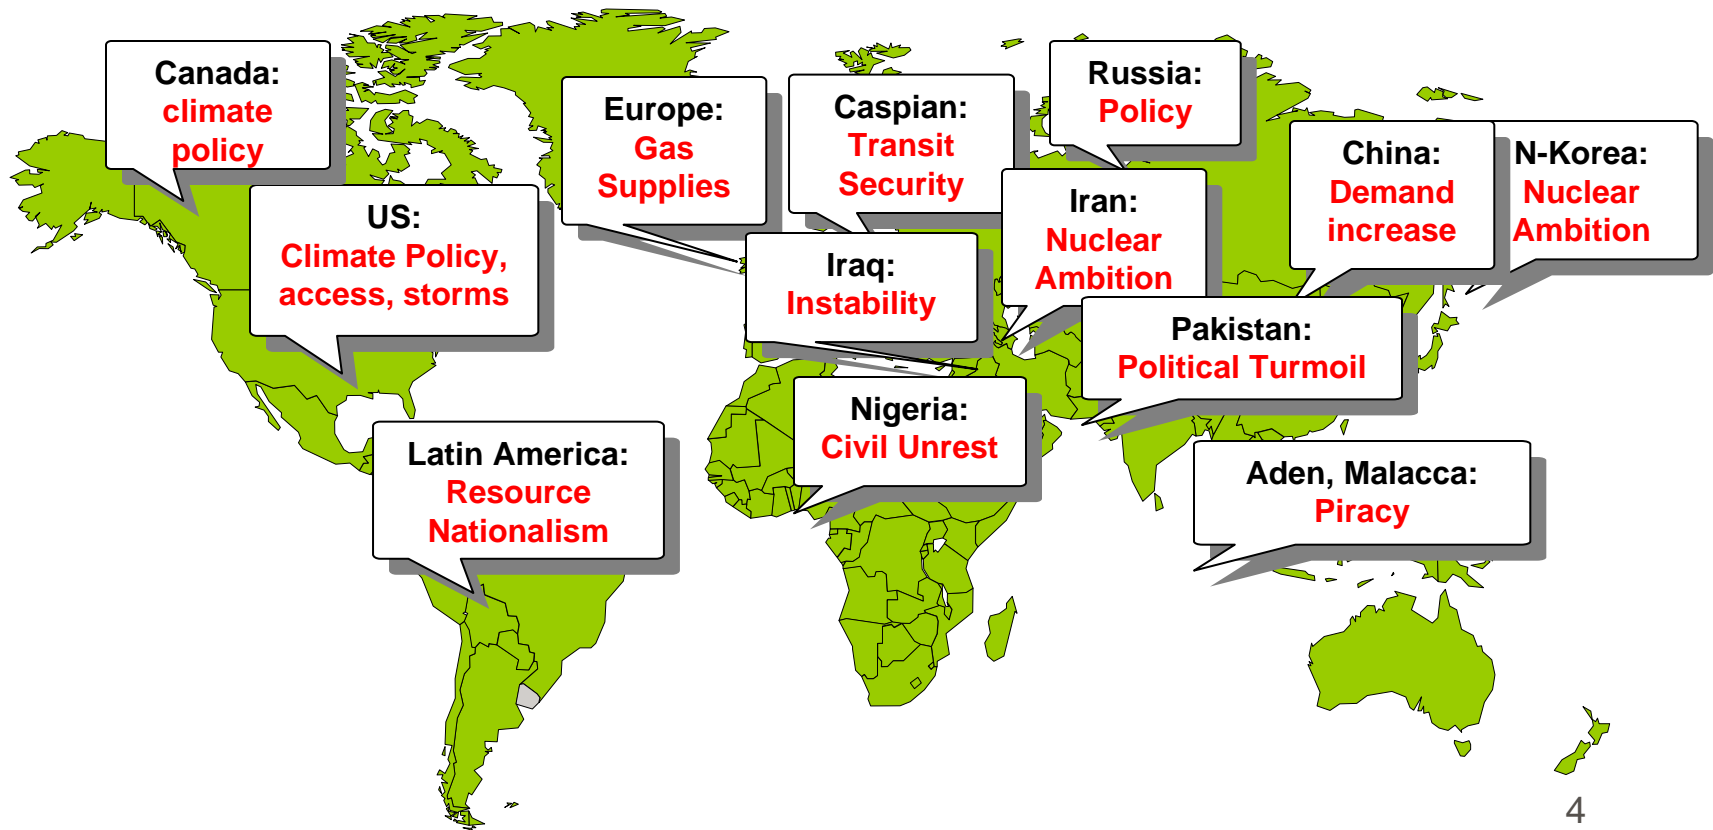 Canada:
climate
policy
US:
Climate Policy,
access, storms
Europe:
Gas
Supplies
Caspian:
Transit
Security
Russia:
Policy
Iran:
Nuclear
Ambition
China:
Demand
increase
N-Korea:
Nuclear
Ambition
Iraq:
Instability
Pakistan:
Political Turmoil
Nigeria:
Civil Unrest
Latin America:
Resource
Nationalism
Aden, Malacca:
Piracy
4